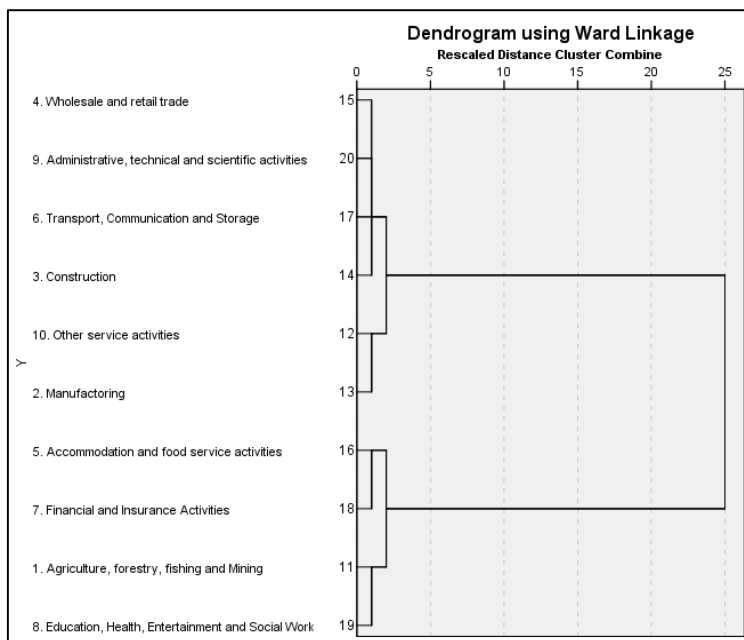 Dendrogram using Ward Linkage
Rescaled Distance Cluster Combine
0 5 10 15 20 25
4. Wholesale and retail trade 15
9. Administrative, technical and scientific activities 20
6. Transport, Communication and Storage 17
3. Construction 14
10. Other service activities 12
Y
2. Manufactoring 13
5. Accommodation and food service activities 16
7. Financial and Insurance Activities 18
1. Agriculture, forestry, fishing and Mining 11
8. Education, Health, Entertainment and Social Work 19